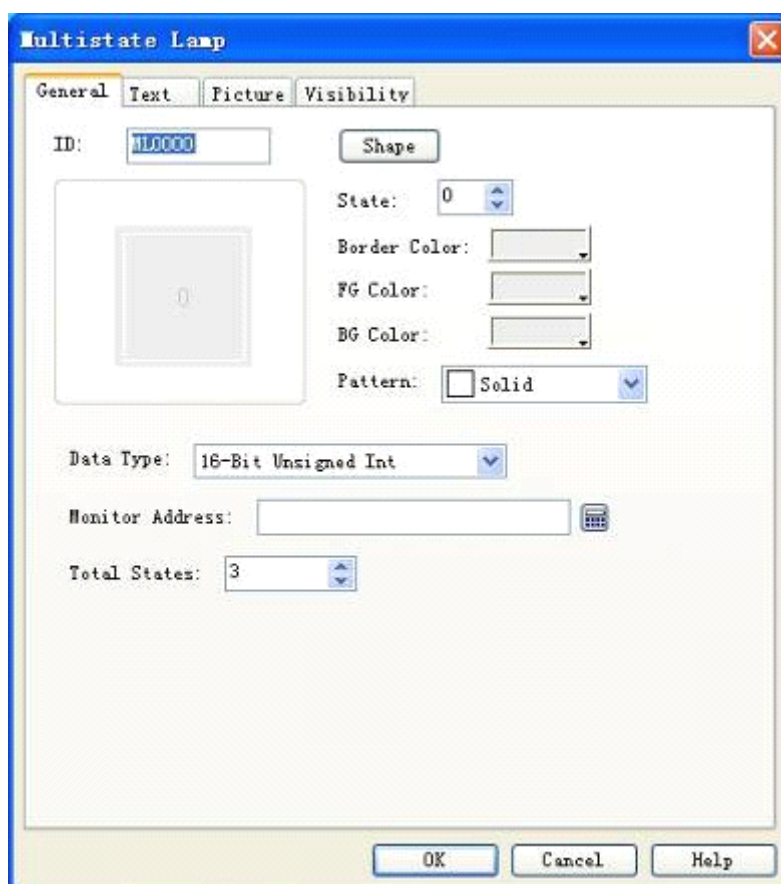 Multistate Lamp
General Text Picture Visibility
ID: ML0000 Shape
State: 0
Border Color:
0 FG Color:
BG Color:
Pattern: Solid
Data Type: 16-Bit Unsigned Int
Monitor Address:
Total States: 3
OK Cancel Help